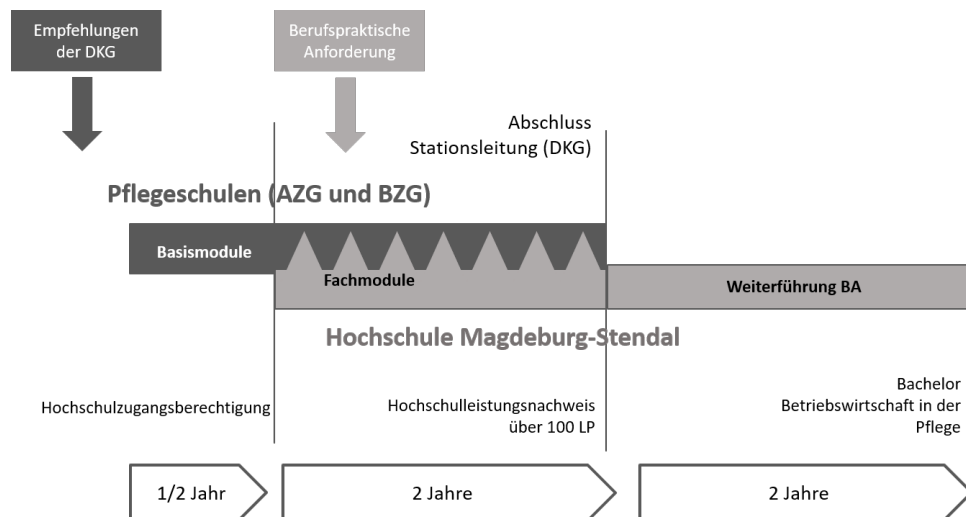 Empfehlungen
der DKG
Berufspraktische
Anforderung
Abschluss
Stationsleitung (DKG)
Pflegeschulen (AZG und BZG)
Basismodule
Fachmodule
Weiterführung BA
Hochschule Magdeburg-Stendal
Hochschulzugangsberechtigung
Hochschulleistungsnachweis
über 100 LP
Bachelor
Betriebswirtschaft in der
Pflege
1/2 Jahr
2 Jahre
2 Jahre